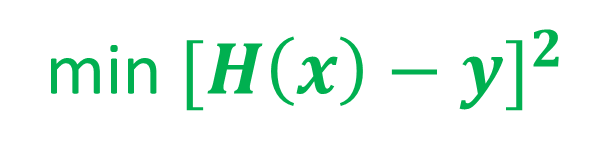 min [H(x) − y]²